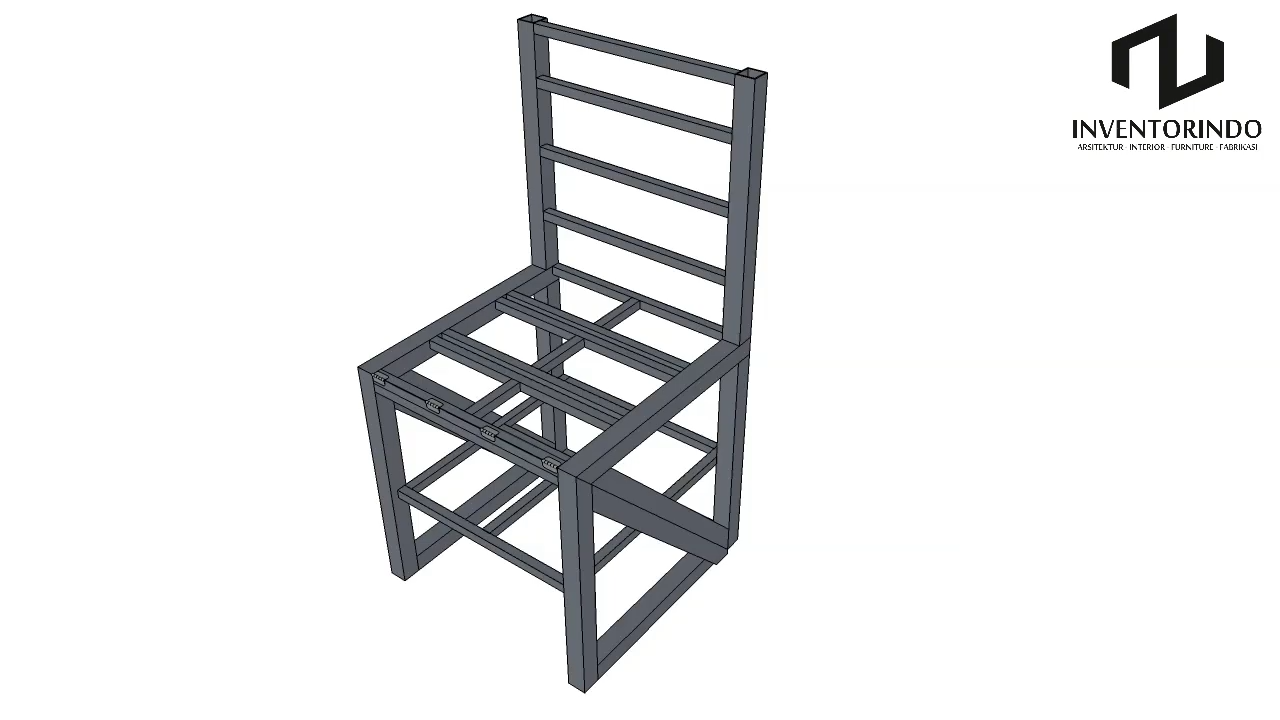 INVENTORINDO
ARSITEKTUR · INTERIOR · FURNITURE · FABRIKASI